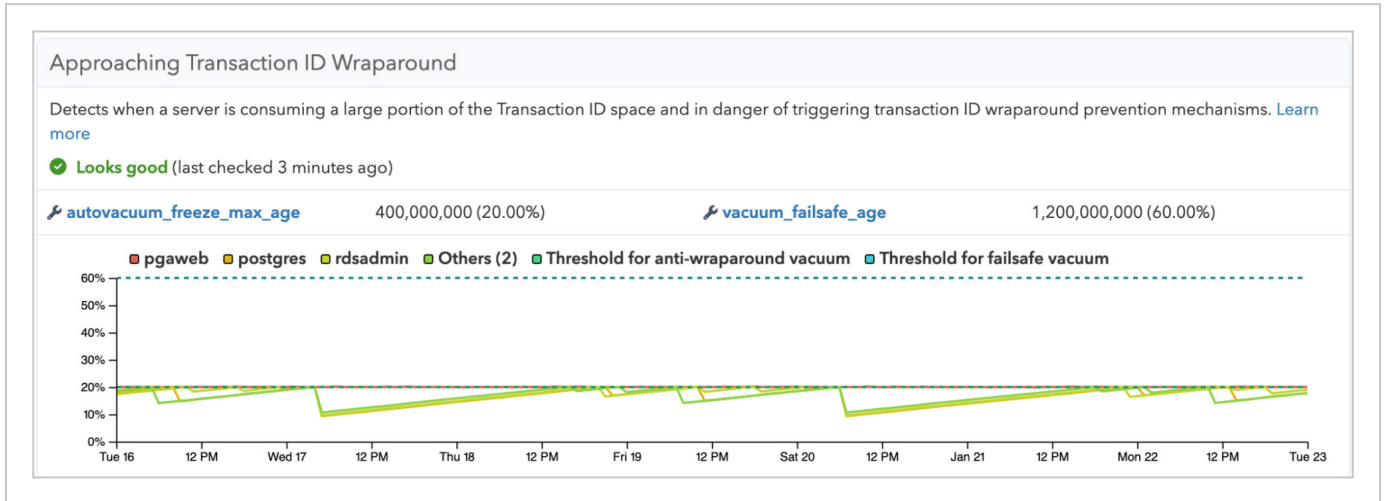 Approaching Transaction ID Wraparound
Detects when a server is consuming a large portion of the Transaction ID space and in danger of triggering transaction ID wraparound prevention mechanisms. Learn
more
Looks good (last checked 3 minutes ago)
autovacuum_freeze_max_age 400,000,000 (20.00%) vacuum_failsafe_age 1,200,000,000 (60.00%)
pgaweb postgres rdsadmin Others (2) Threshold for anti-wraparound vacuum Threshold for failsafe vacuum
60%
50%
40%
30%
20%
10%
0%
Tue 16 12 PM Wed 17 12 PM Thu 18 12 PM Fri 19 12 PM Sat 20 12 PM Jan 21 12 PM Mon 22 12 PM Tue 23